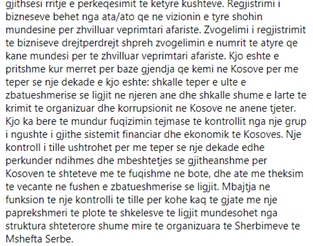 gjithsesi rritje e perkeqesimit te ketyre kushteve. Regjistrimi i
bizneseve behet nga ata/ato qe ne vizionin e tyre shohin
mundesine per zhvilluar veprimtari afariste. Zvogelimi i regjistrimit
te bizniseve drejtperdrejt shpreh zvogelimin e numrit te atyre qe
kane mundesi per te zhvilluar veprimtari afariste. Kjo eshte e
pritshme kur merret per baze gjendja qe kemi ne Kosove per me
teper se nje dekade e kjo eshte: shkalle teper e ulte e
zbatueshmerise se ligjit ne njeren ane dhe shkalle shume e larte te
krimit te organizuar dhe korrupsionit ne Kosove ne anene tjeter.
Kjo ka bere te mundur fuqizimin tejmase te kontrollit nga nje grup
i ngushte i gjithe sistemit financiar dhe ekonomik te Kosoves. Nje
kontroll i tille ushtrohet per me teper se nje dekade edhe
perkunder ndihmes dhe mbeshtetjes se gjitheanshme per
Kosoven te shteteve me te fuqishme ne bote, dhe ate me theksim
te vecante ne fushen e zbatueshmerise se ligjit. Mbajtja ne
funksion te nje kontrolli te tille per kohe kaq te gjate me nje
paprekshmeri te plote te shkelesve te ligjit mundesohet nga
struktura shteterore shume mire te organizuara te Sherbimeve te
Mshefta Serbe.